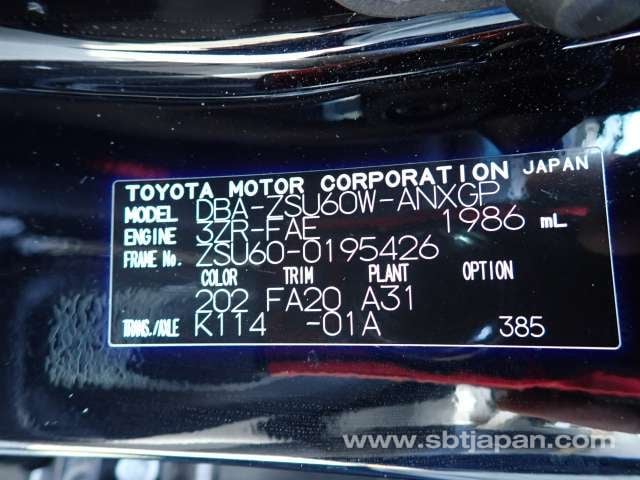 TOYOTA MOTOR CORPORATION JAPAN
MODEL DBA-ZSU60W-ANXGP
ENGINE 3ZR-FAE 1986 mL
FRAME No. ZSU60-0195426
COLOR TRIM PLANT OPTION
202 FA20 A31
TRANS./AXLE K114 -01A 385
www.sbtjapan.com